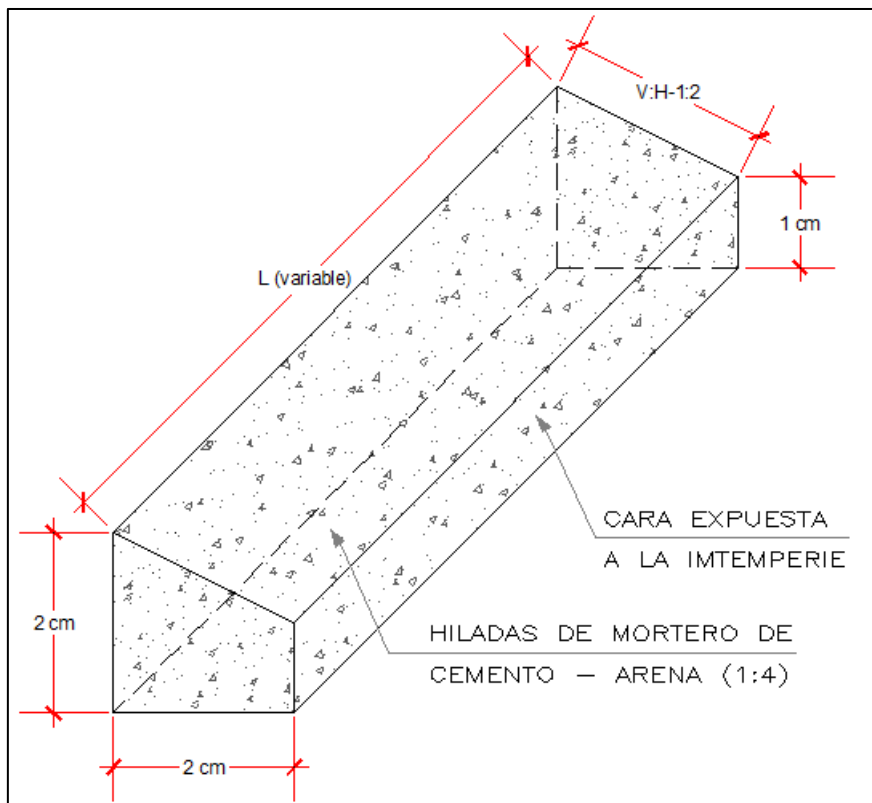 V:H-1:2
1 cm
L (variable)
CARA EXPUESTA
A LA IMTEMPERIE
2 cm
HILADAS DE MORTERO DE
CEMENTO – ARENA (1:4)
2 cm